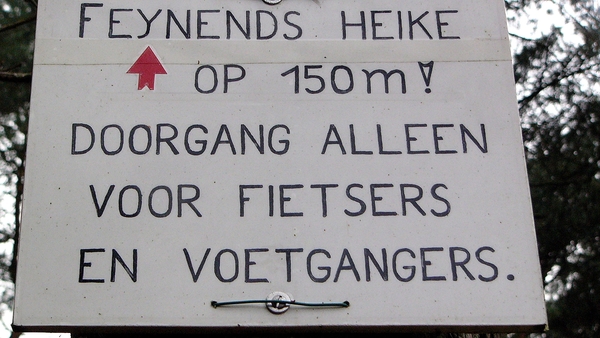 FEYNENDS HEIKE
OP 150m!
DOORGANG ALLEEN
VOOR FIETSERS
EN VOETGANGERS.